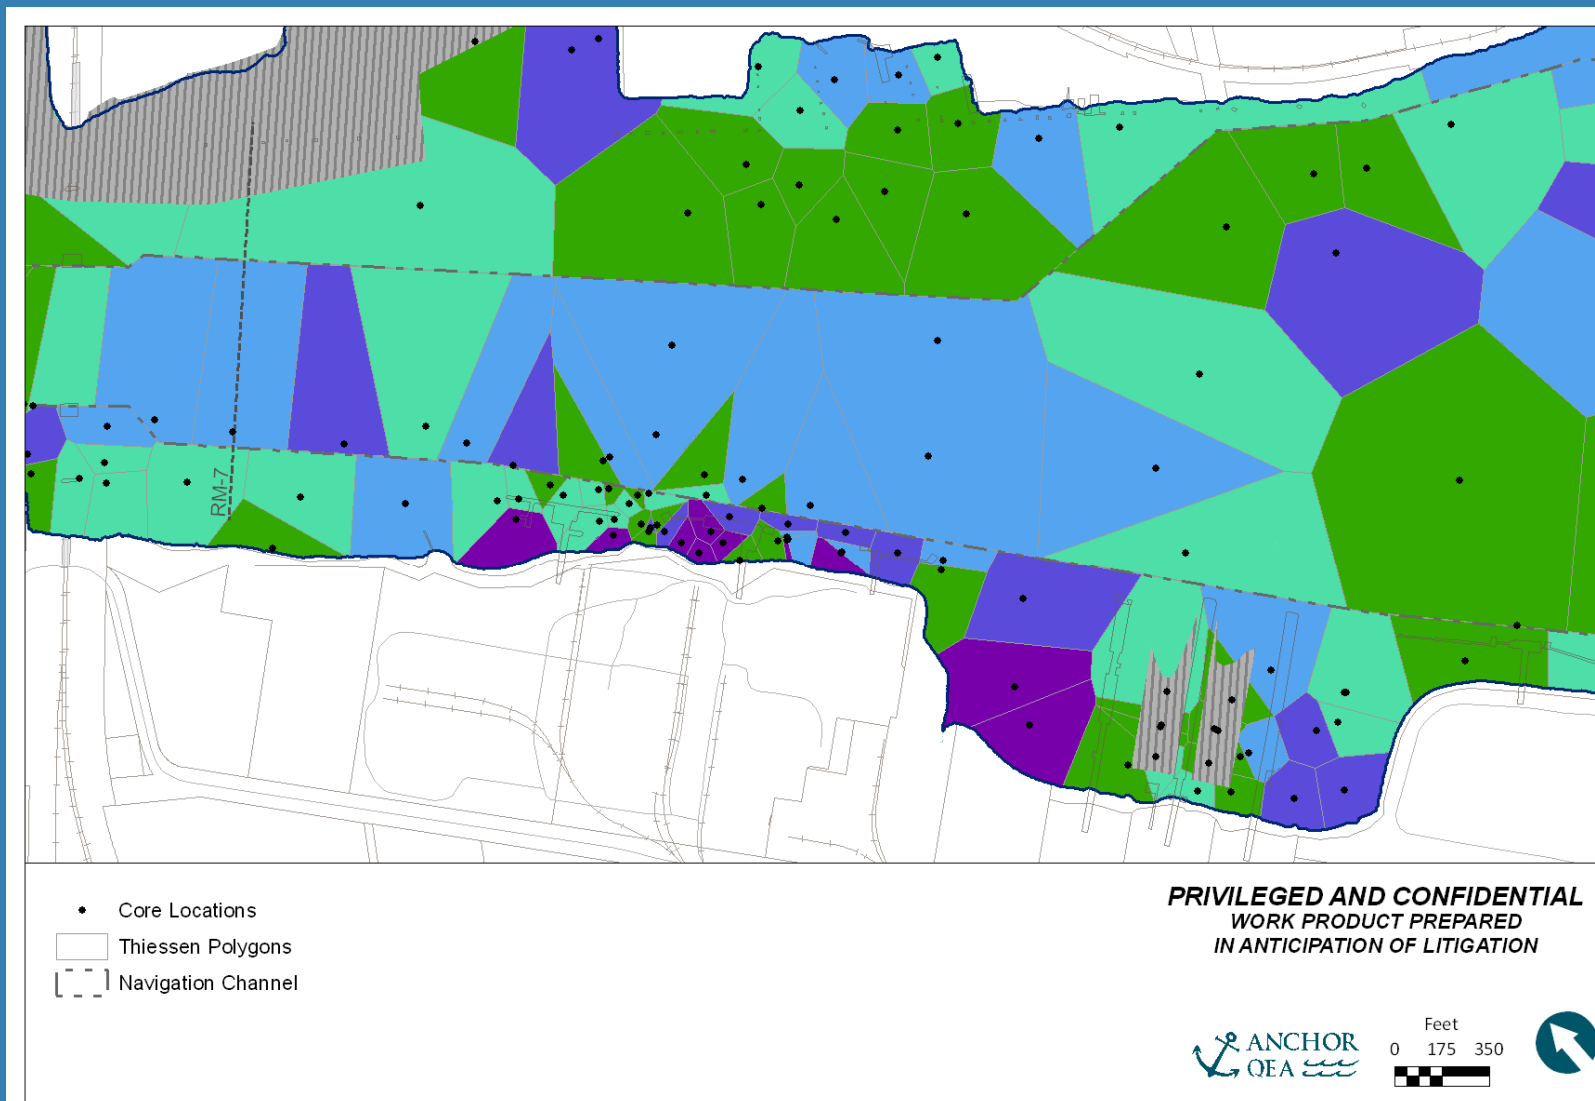 RM-7
Core Locations
Thiessen Polygons
Navigation Channel
PRIVILEGED AND CONFIDENTIAL
WORK PRODUCT PREPARED
IN ANTICIPATION OF LITIGATION
ANCHOR
QEA
Feet
0 175 350